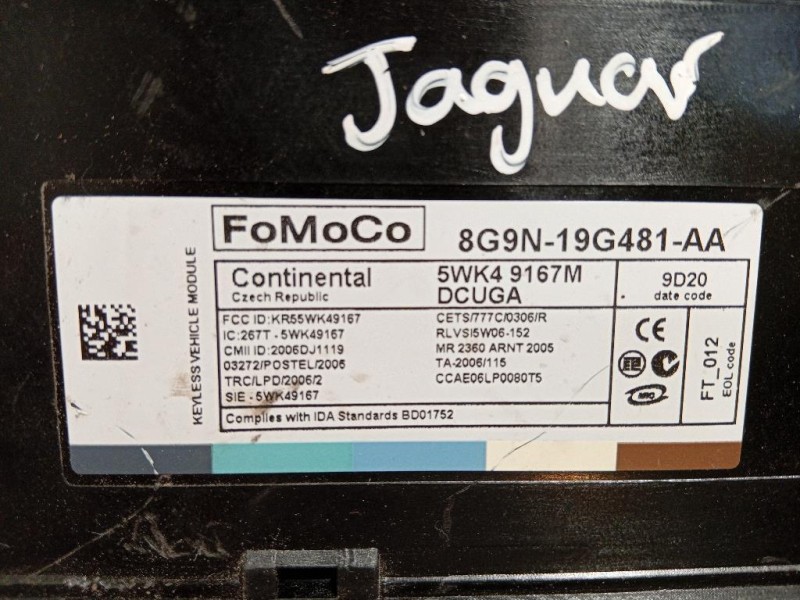 Jaguar
KEYLESS VEHICLE MODULE
FoMoCo
8G9N-19G481-AA
Continental
Czech Republic
5WK4 9167M
DCUGA
9D20
date code
FCC ID:KR55WK49167
IC:267T - 5WK49167
CMII ID:2006DJ1119
03272/POSTEL/2006
TRC/LPD/2006/2
SIE - 5WK49167
CETS/777C/0306/R
RLVSI5W06-152
MR 2360 ARNT 2005
TA-2006/115
CCAE06LP0080T5
CE
FT_012
EOL code
Complies with IDA Standards BD01752